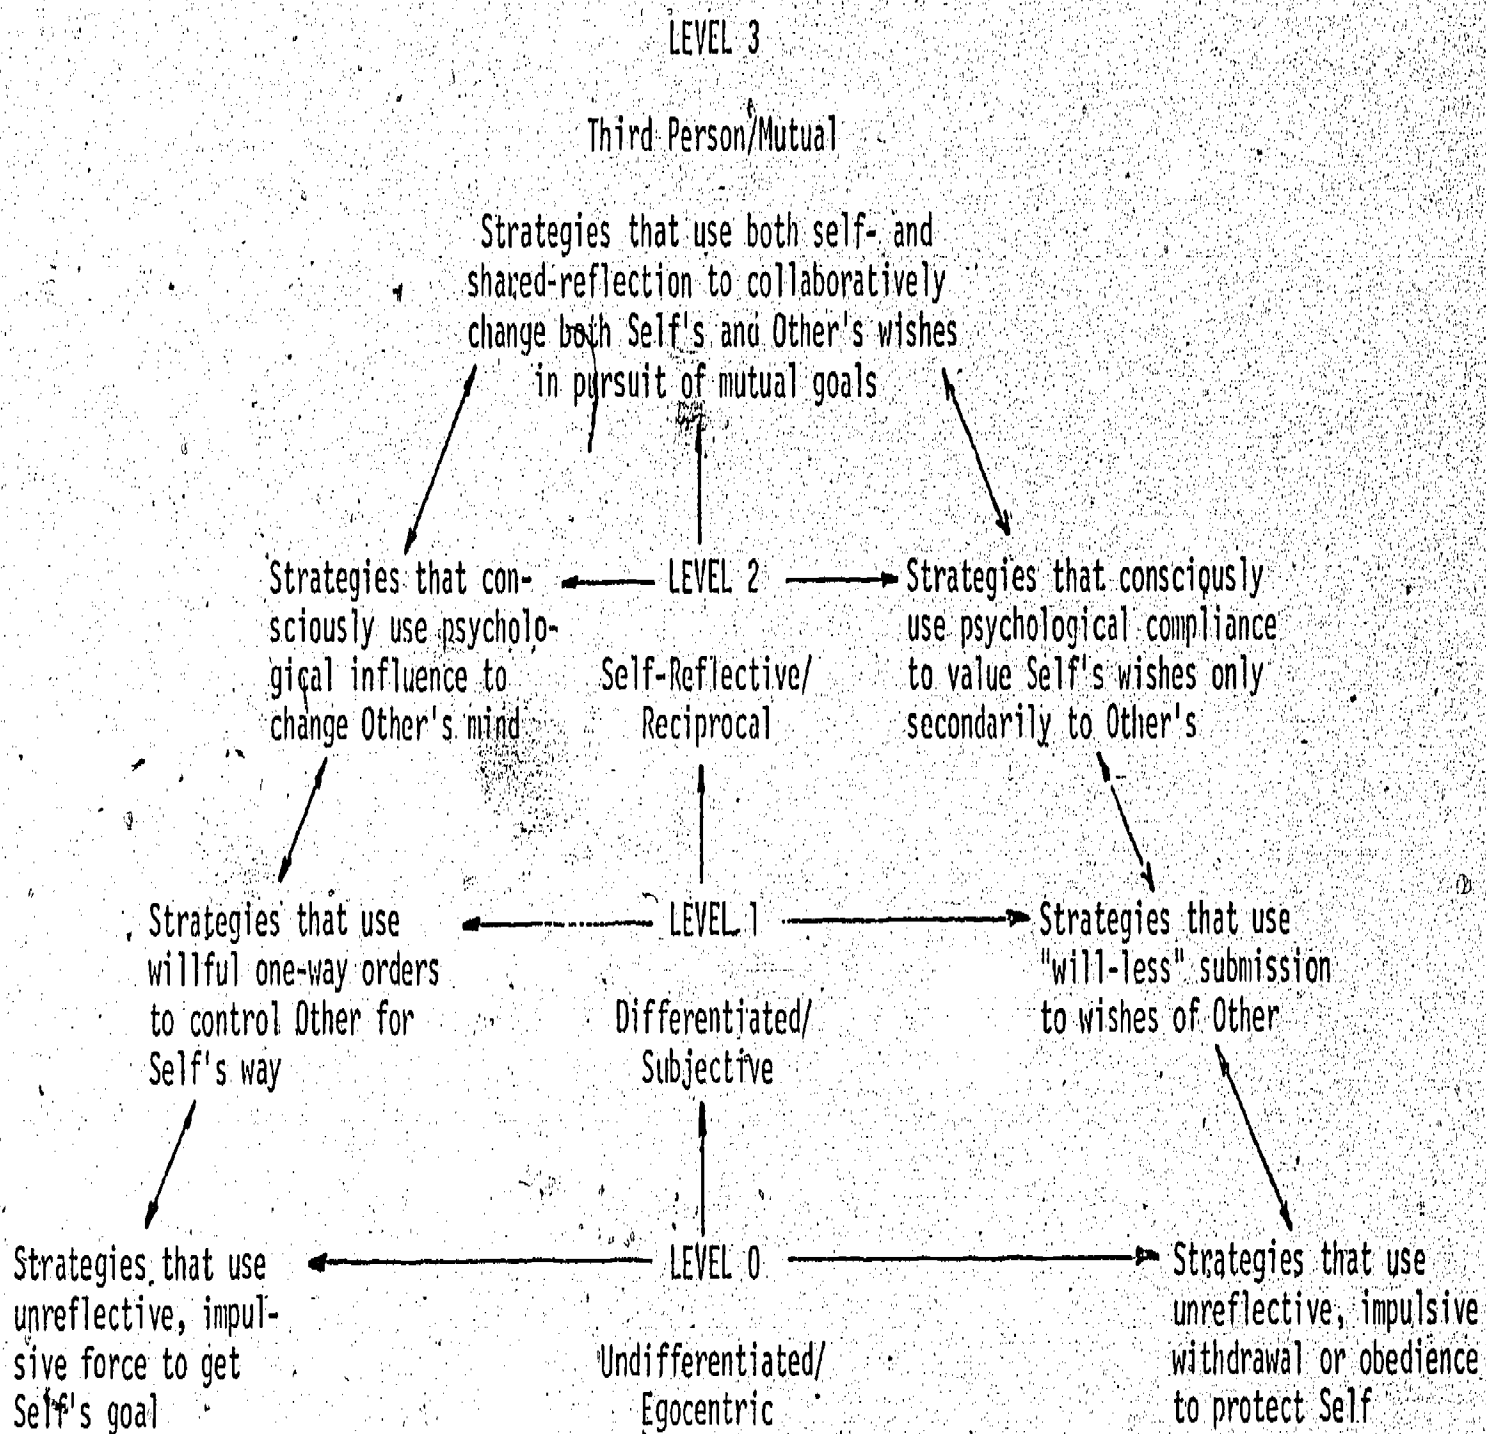 LEVEL 3
Third Person/Mutual
Strategies that use both self- and
shared-reflection to collaboratively
change both Self's and Other's wishes
in pursuit of mutual goals
Strategies that con-
sciously use psycholo-
gical influence to
change Other's mind
LEVEL 2
Self-Reflective/
Reciprocal
Strategies that consciously
use psychological compliance
to value Self's wishes only
secondarily to Other's
Strategies that use
willful one-way orders
to control Other for
Self's way
LEVEL 1
Differentiated/
Subjective
Strategies that use
"will-less" submission
to wishes of Other
Strategies that use
unreflective, impul-
sive force to get
Self's goal
LEVEL 0
Undifferentiated/
Egocentric
Strategies that use
unreflective, impulsive
withdrawal or obedience
to protect Self